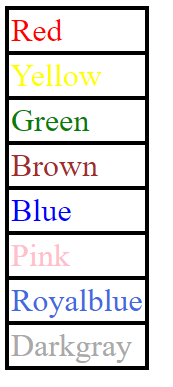 Red
Yellow
Green
Brown
Blue
Pink
Royalblue
Darkgray